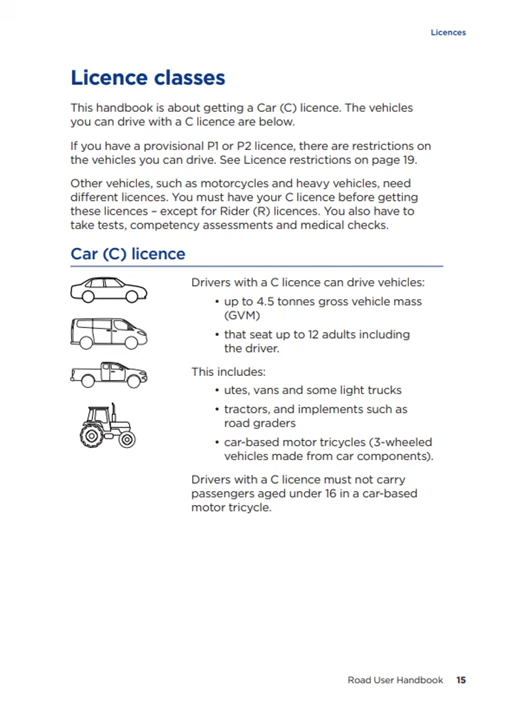 Licences
Licence classes
This handbook is about getting a Car (C) licence. The vehicles
you can drive with a C licence are below.
If you have a provisional P1 or P2 licence, there are restrictions on
the vehicles you can drive. See Licence restrictions on page 19.
Other vehicles, such as motorcycles and heavy vehicles, need
different licences. You must have your C licence before getting
these licences – except for Rider (R) licences. You also have to
take tests, competency assessments and medical checks.
Car (C) licence
Drivers with a C licence can drive vehicles:
• up to 4.5 tonnes gross vehicle mass
(GVM)
• that seat up to 12 adults including
the driver.
This includes:
• utes, vans and some light trucks
• tractors, and implements such as
road graders
• car-based motor tricycles (3-wheeled
vehicles made from car components).
Drivers with a C licence must not carry
passengers aged under 16 in a car-based
motor tricycle.
Road User Handbook 15